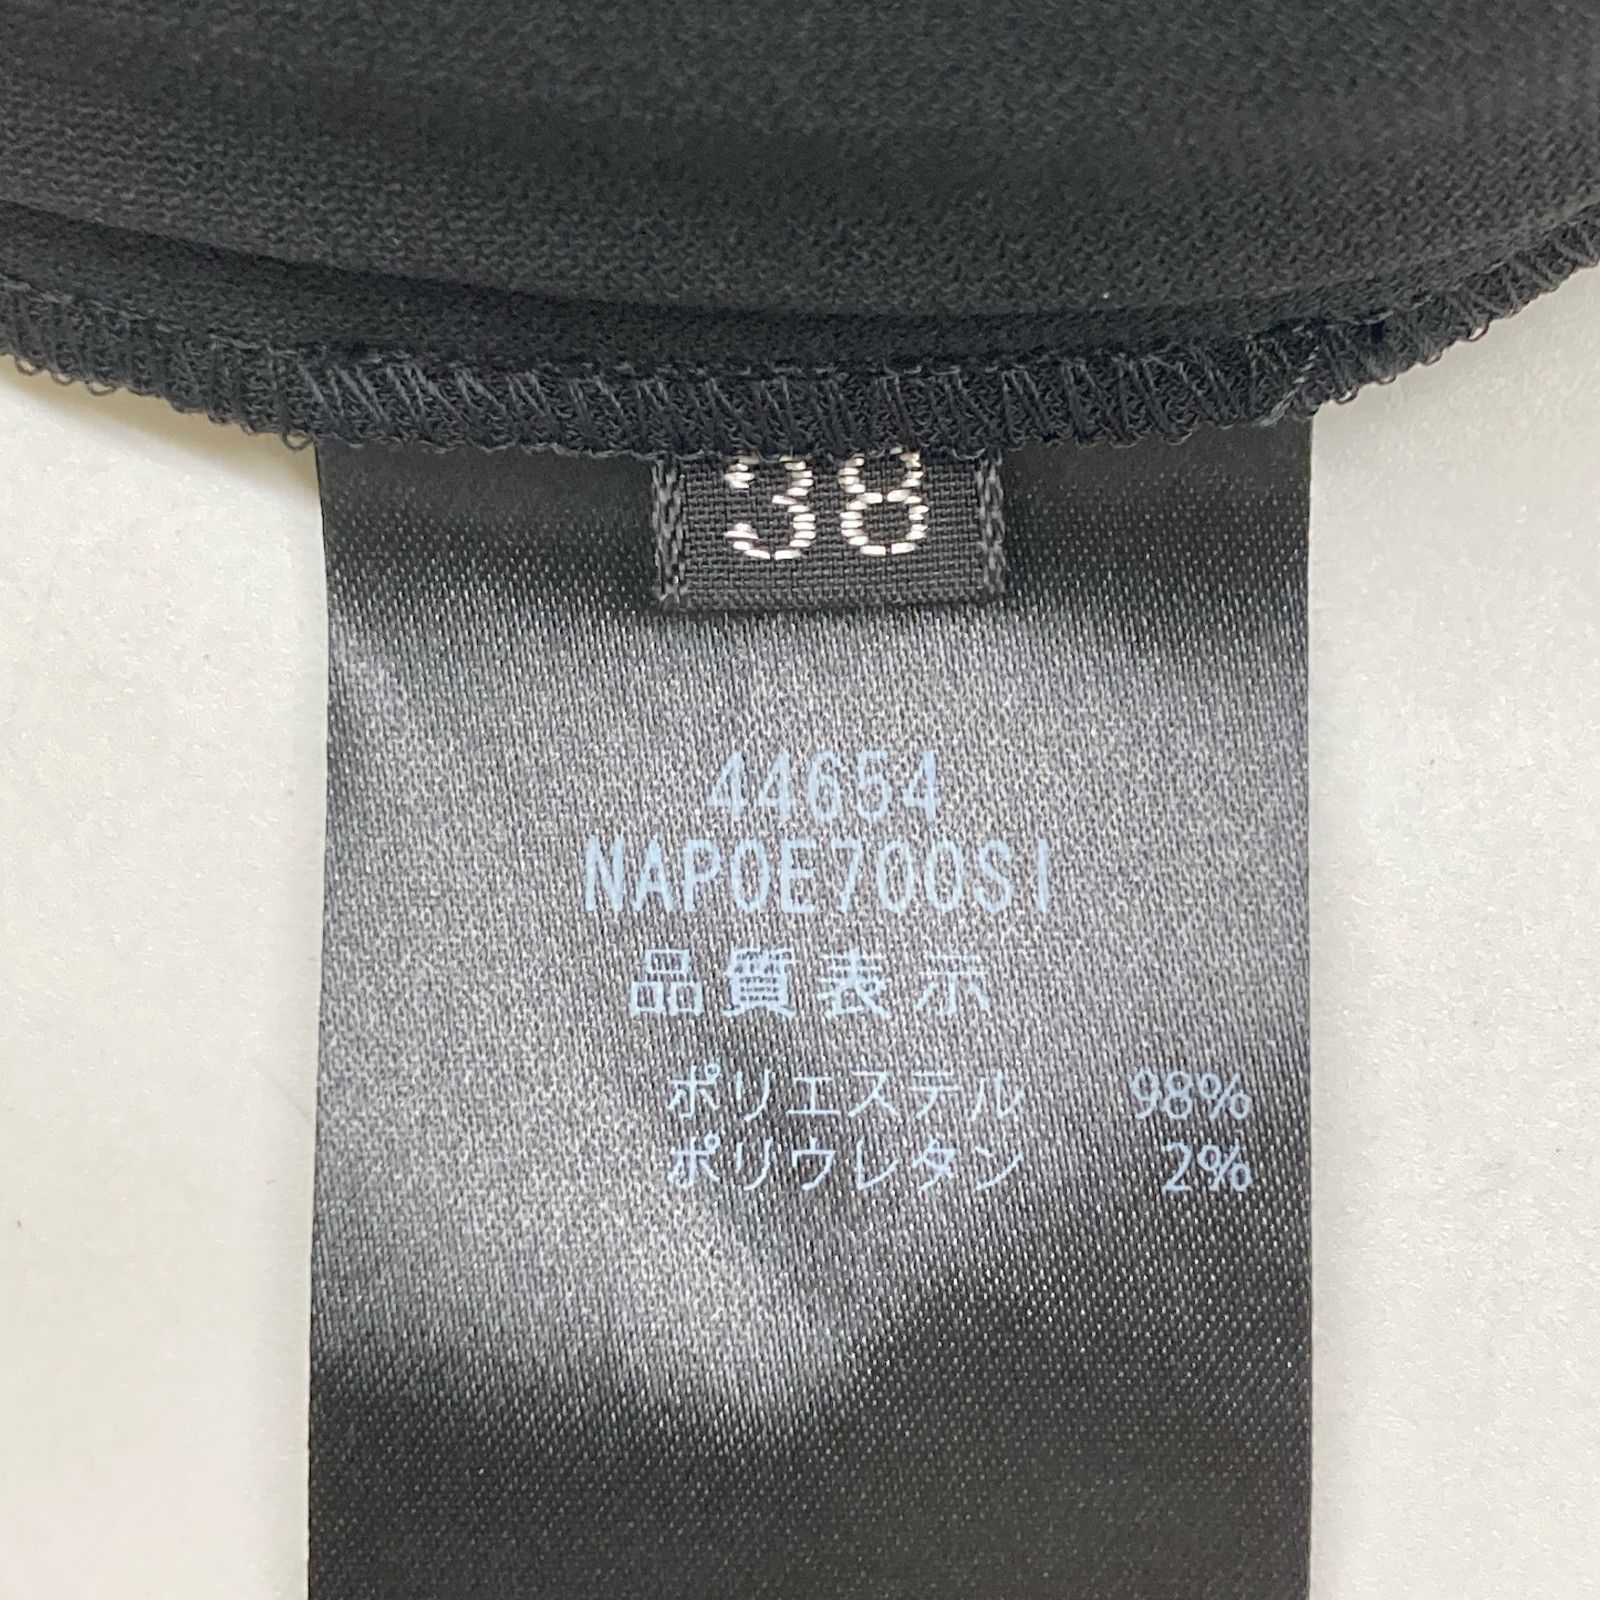 38
44654
NAPOE700SI
品質表示
ポリエステル 98%
ポリウレタン 2%